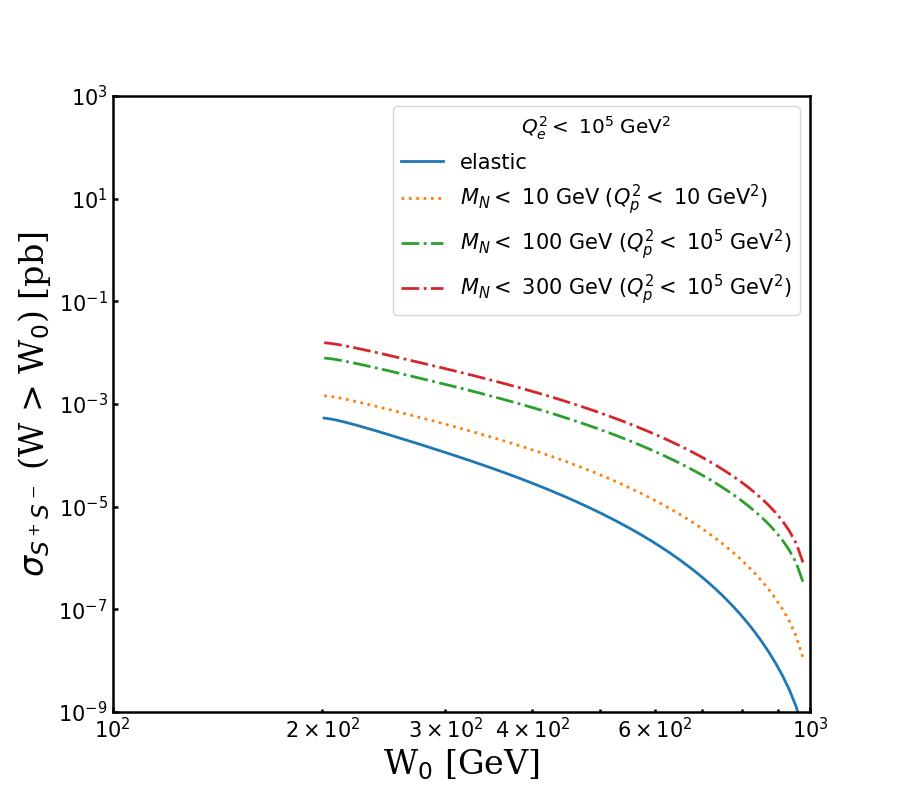 Q_e^2 < 10^5 GeV^2
elastic
M_N < 10 GeV (Q_p^2 < 10 GeV^2)
M_N < 100 GeV (Q_p^2 < 10^5 GeV^2)
M_N < 300 GeV (Q_p^2 < 10^5 GeV^2)
10^3
10^1
10^−1
10^−3
10^−5
10^−7
10^−9
σ_{S^+S^−} (W > W_0) [pb]
10^2
2 × 10^2
3 × 10^2
4 × 10^2
6 × 10^2
10^3
W_0 [GeV]